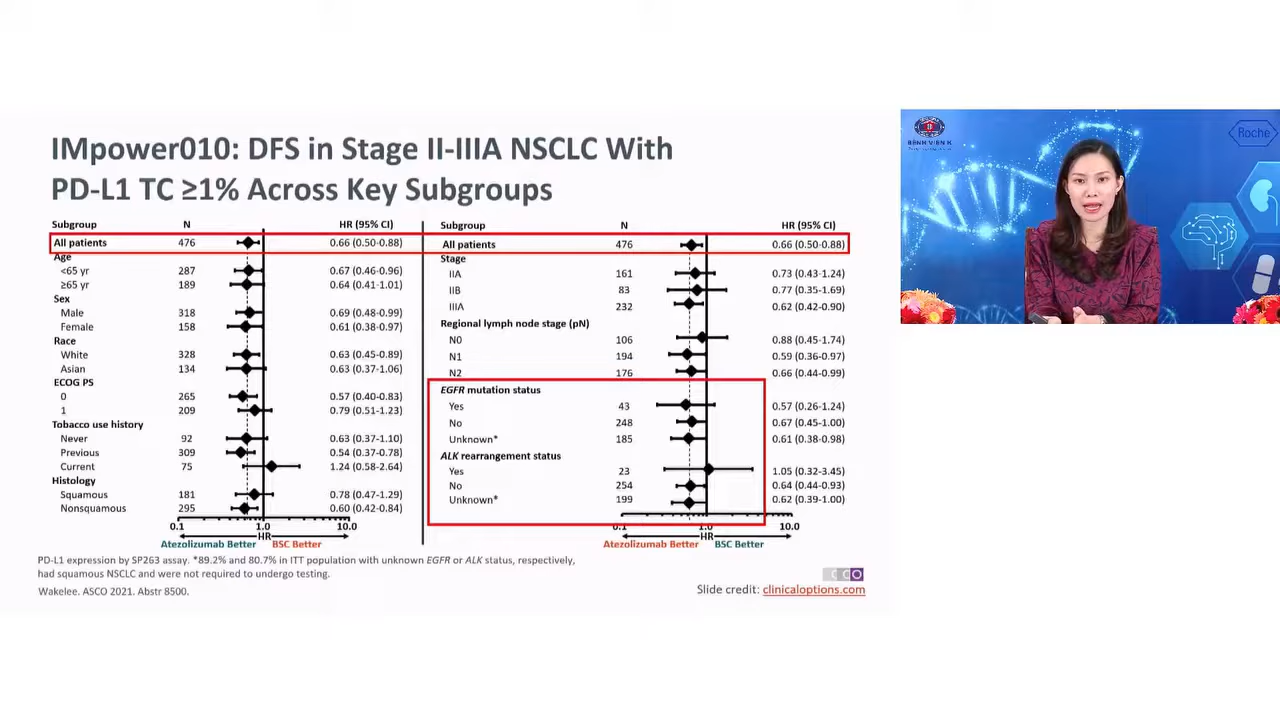 IMpower010: DFS in Stage II-IIIA NSCLC With
PD-L1 TC ≥1% Across Key Subgroups
Subgroup N HR (95% CI)
All patients 476 0.66 (0.50-0.88)
Age
<65 yr 287 0.67 (0.46-0.96)
≥65 yr 189 0.64 (0.41-1.01)
Sex
Male 318 0.69 (0.48-0.99)
Female 158 0.61 (0.38-0.97)
Race
White 328 0.63 (0.45-0.89)
Asian 134 0.63 (0.37-1.06)
ECOG PS
0 265 0.57 (0.40-0.83)
1 209 0.79 (0.51-1.23)
Tobacco use history
Never 92 0.63 (0.37-1.10)
Previous 309 0.54 (0.37-0.78)
Current 75 1.24 (0.58-2.64)
Histology
Squamous 181 0.78 (0.47-1.29)
Nonsquamous 295 0.60 (0.42-0.84)
0.1 1.0 10.0
HR
Atezolizumab Better BSC Better
Subgroup N HR (95% CI)
All patients 476 0.66 (0.50-0.88)
Stage
IIA 161 0.73 (0.43-1.24)
IIB 83 0.77 (0.35-1.69)
IIIA 232 0.62 (0.42-0.90)
Regional lymph node stage (pN)
N0 106 0.88 (0.45-1.74)
N1 194 0.59 (0.36-0.97)
N2 176 0.66 (0.44-0.99)
EGFR mutation status
Yes 43 0.57 (0.26-1.24)
No 248 0.67 (0.45-1.00)
Unknown* 185 0.61 (0.38-0.98)
ALK rearrangement status
Yes 23 1.05 (0.32-3.45)
No 254 0.64 (0.44-0.93)
Unknown* 199 0.62 (0.39-1.00)
0.1 1.0 10.0
HR
Atezolizumab Better BSC Better
PD-L1 expression by SP263 assay. *89.2% and 80.7% in ITT population with unknown EGFR or ALK status, respectively,
had squamous NSCLC and were not required to undergo testing.
Wakelee. ASCO 2021. Abstr 8500.
CCO
Slide credit: clinicaloptions.com
BỆNH VIỆN K
Roche